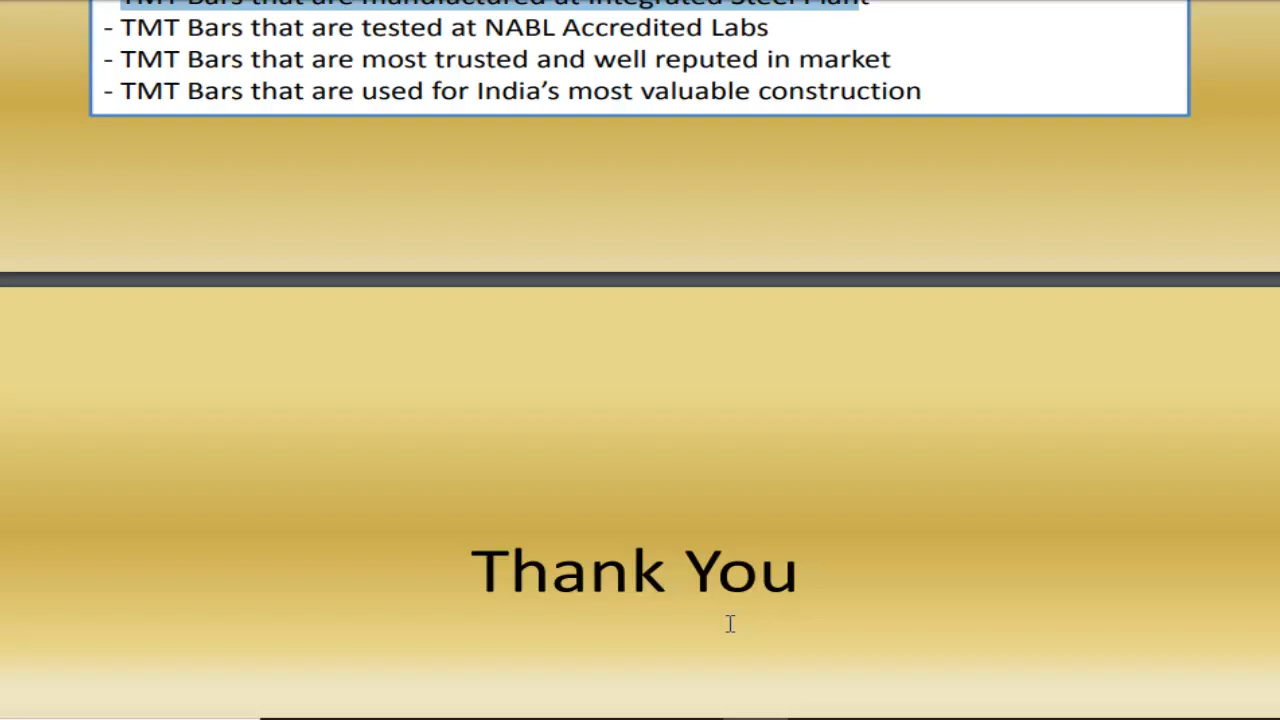 TMT Bars that are manufactured at Integrated Steel Plant
- TMT Bars that are tested at NABL Accredited Labs
- TMT Bars that are most trusted and well reputed in market
- TMT Bars that are used for India’s most valuable construction
Thank You